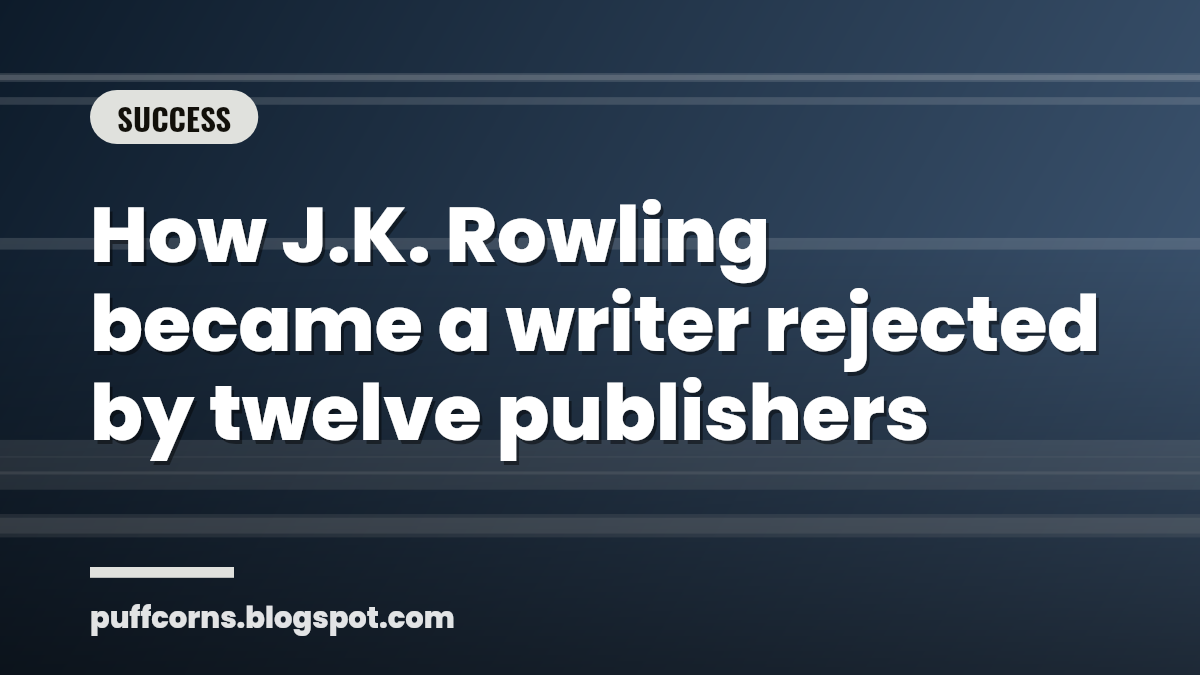 SUCCESS
How J.K. Rowling
became a writer rejected
by twelve publishers
puffcorns.blogspot.com